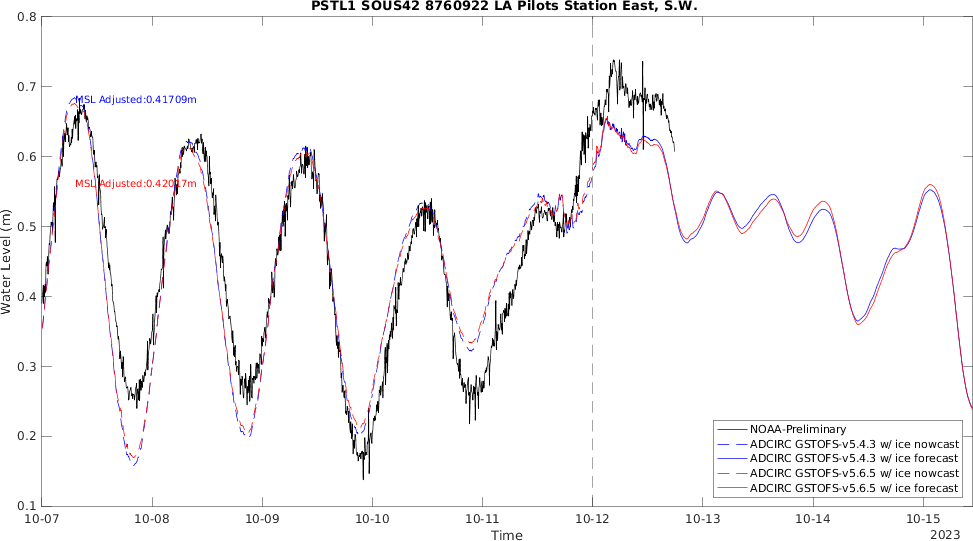 PSTL1 SOUS42 8760922 LA Pilots Station East, S.W.
0.8
0.7
0.6
0.5
0.4
0.3
0.2
0.1
Water Level (m)
MSL Adjusted:0.41709m
MSL Adjusted:0.42017m
NOAA-Preliminary
ADCIRC GSTOFS-v5.4.3 w/ ice nowcast
ADCIRC GSTOFS-v5.4.3 w/ ice forecast
ADCIRC GSTOFS-v5.6.5 w/ ice nowcast
ADCIRC GSTOFS-v5.6.5 w/ ice forecast
10-07 10-08 10-09 10-10 10-11 10-12 10-13 10-14 10-15
Time
2023